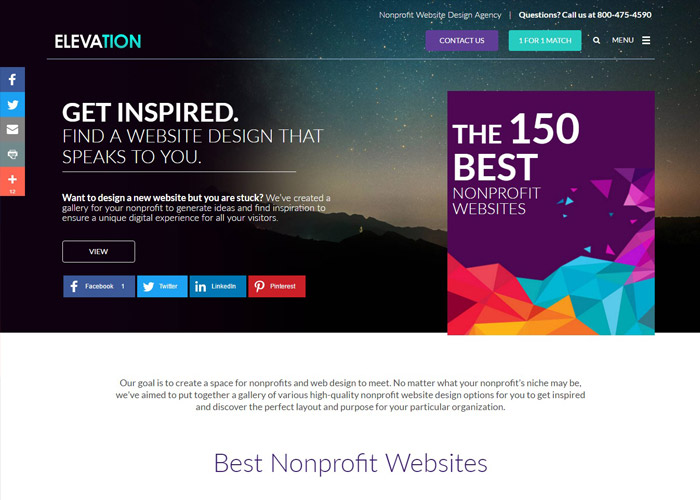 Nonprofit Website Design Agency | Questions? Call us at 800-475-4590
ELEVATION
CONTACT US
1 FOR 1 MATCH
MENU
GET INSPIRED.
FIND A WEBSITE DESIGN THAT
SPEAKS TO YOU.
Want to design a new website but you are stuck? We've created a
gallery for your nonprofit to generate ideas and find inspiration to
ensure a unique digital experience for all your visitors.
VIEW
Facebook 1
Twitter
LinkedIn
Pinterest
12
THE 150
BEST
NONPROFIT
WEBSITES
Our goal is to create a space for nonprofits and web design to meet. No matter what your nonprofit's niche may be,
we've aimed to put together a gallery of various high-quality nonprofit website design options for you to get inspired
and discover the perfect layout and purpose for your particular organization.
Best Nonprofit Websites